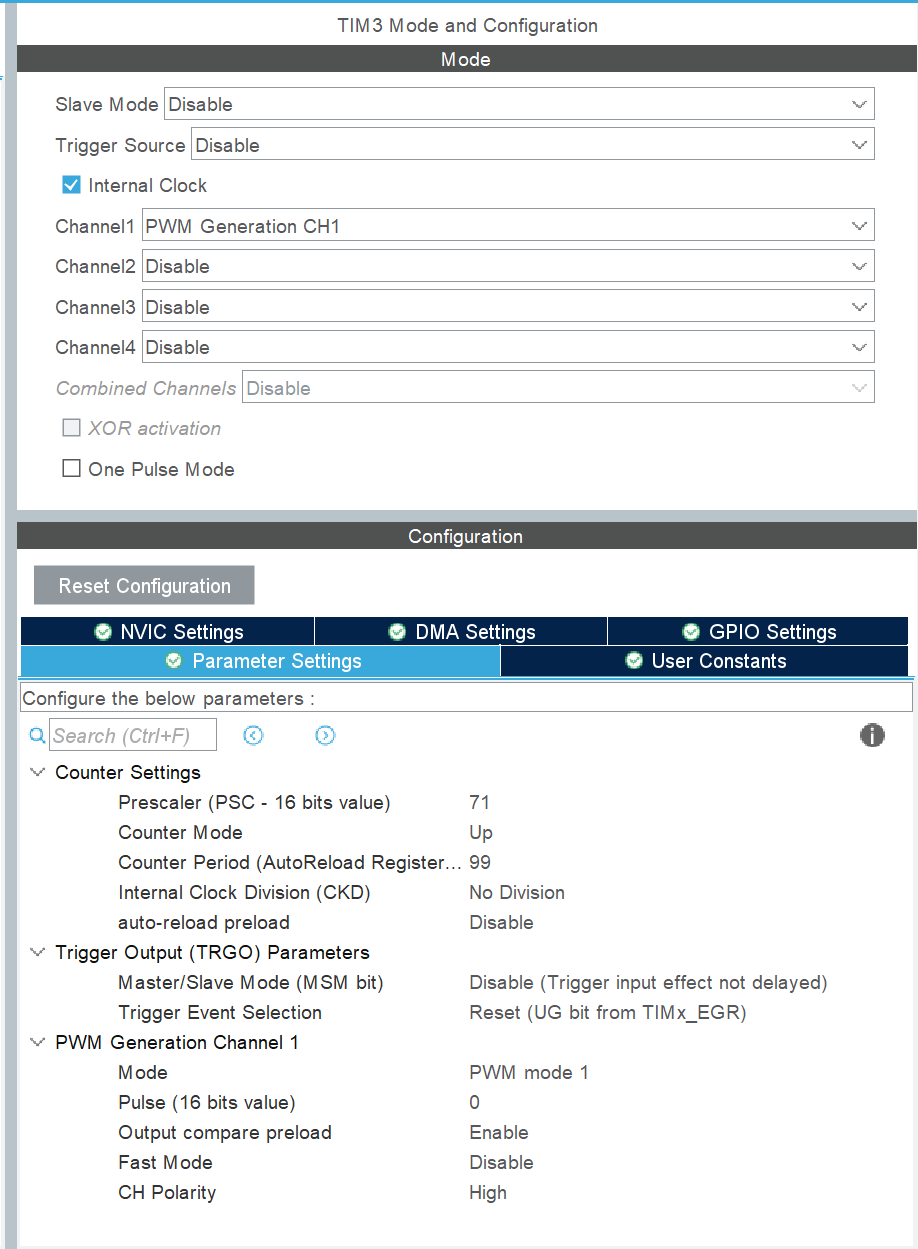 TIM3 Mode and Configuration
Mode
Slave Mode Disable
Trigger Source Disable
Internal Clock
Channel1 PWM Generation CH1
Channel2 Disable
Channel3 Disable
Channel4 Disable
Combined Channels Disable
XOR activation
One Pulse Mode
Configuration
Reset Configuration
NVIC Settings DMA Settings GPIO Settings
Parameter Settings User Constants
Configure the below parameters :
Search (Ctrl+F)
Counter Settings
Prescaler (PSC - 16 bits value) 71
Counter Mode Up
Counter Period (AutoReload Register... 99
Internal Clock Division (CKD) No Division
auto-reload preload Disable
Trigger Output (TRGO) Parameters
Master/Slave Mode (MSM bit) Disable (Trigger input effect not delayed)
Trigger Event Selection Reset (UG bit from TIMx_EGR)
PWM Generation Channel 1
Mode PWM mode 1
Pulse (16 bits value) 0
Output compare preload Enable
Fast Mode Disable
CH Polarity High